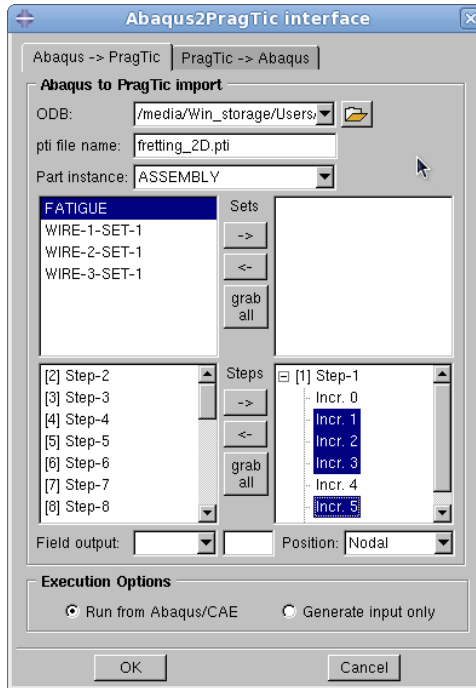 Abaqus2PragTic interface
Abaqus -> PragTic PragTic -> Abaqus
Abaqus to PragTic import
ODB: /media/Win_storage/Users/
pti file name: fretting_2D.pti
Part instance: ASSEMBLY
FATIGUE
WIRE-1-SET-1
WIRE-2-SET-1
WIRE-3-SET-1
Sets
->
<-
grab
all
[2] Step-2
[3] Step-3
[4] Step-4
[5] Step-5
[6] Step-6
[7] Step-7
[8] Step-8
Steps
->
<-
grab
all
[1] Step-1
Incr. 0
Incr. 1
Incr. 2
Incr. 3
Incr. 4
Incr. 5
Field output: Position: Nodal
Execution Options
Run from Abaqus/CAE Generate input only
OK Cancel